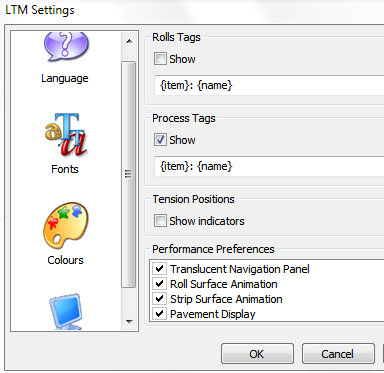 LTM Settings
Language
Fonts
Colours
Rolls Tags
Show
{item}: {name}
Process Tags
Show
{item}: {name}
Tension Positions
Show indicators
Performance Preferences
Translucent Navigation Panel
Roll Surface Animation
Strip Surface Animation
Pavement Display
OK
Cancel